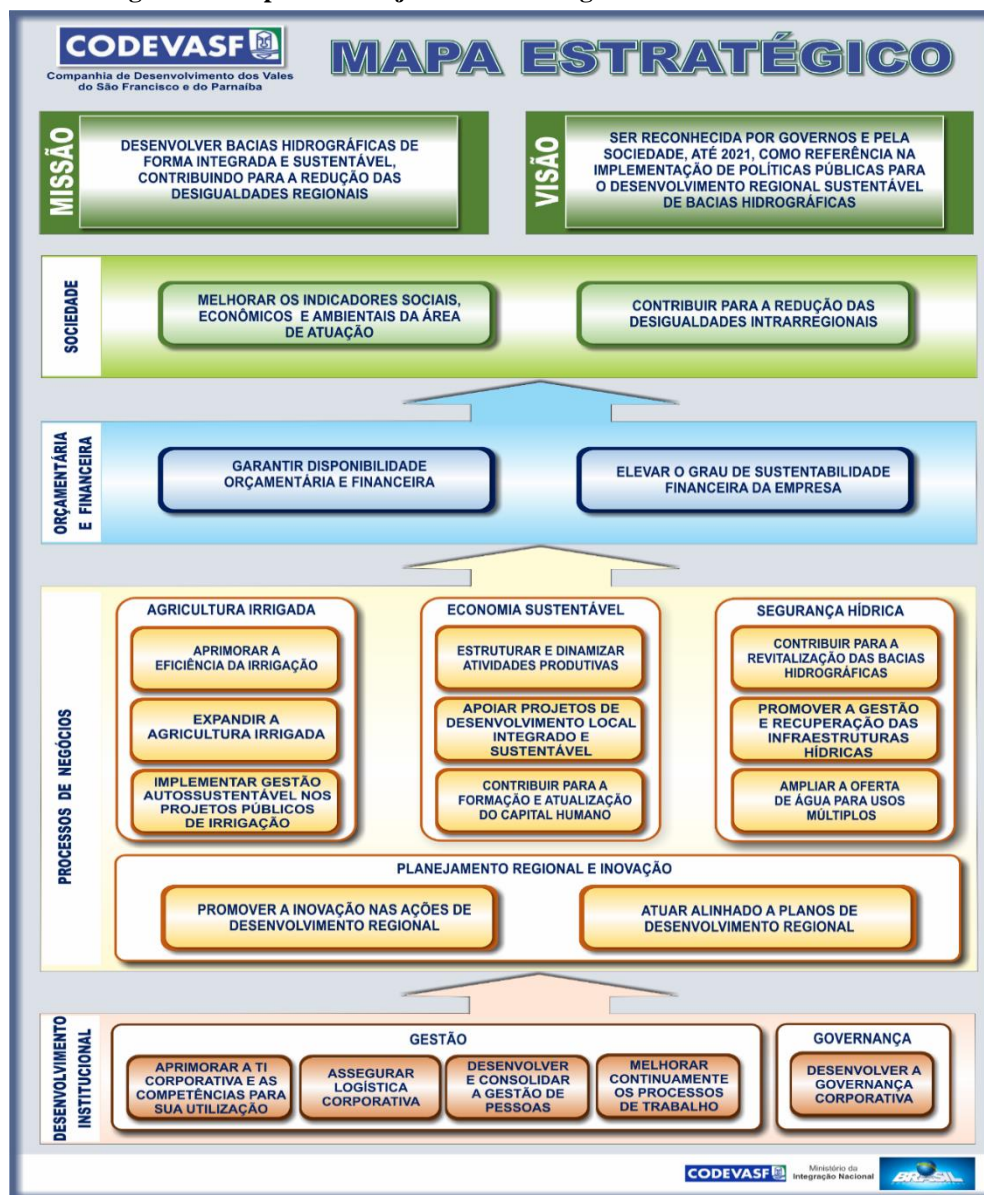 CODEVASF
Companhia de Desenvolvimento dos Vales
do São Francisco e do Parnaíba
MAPA ESTRATÉGICO
MISSÃO
DESENVOLVER BACIAS HIDROGRÁFICAS DE
FORMA INTEGRADA E SUSTENTÁVEL,
CONTRIBUINDO PARA A REDUÇÃO DAS
DESIGUALDADES REGIONAIS
VISÃO
SER RECONHECIDA POR GOVERNOS E PELA
SOCIEDADE, ATÉ 2021, COMO REFERÊNCIA NA
IMPLEMENTAÇÃO DE POLÍTICAS PÚBLICAS PARA
O DESENVOLVIMENTO REGIONAL SUSTENTÁVEL
DE BACIAS HIDROGRÁFICAS
SOCIEDADE
MELHORAR OS INDICADORES SOCIAIS,
ECONÔMICOS E AMBIENTAIS DA ÁREA
DE ATUAÇÃO
CONTRIBUIR PARA A REDUÇÃO DAS
DESIGUALDADES INTRARREGIONAIS
ORÇAMENTÁRIA
E FINANCEIRA
GARANTIR DISPONIBILIDADE
ORÇAMENTÁRIA E FINANCEIRA
ELEVAR O GRAU DE SUSTENTABILIDADE
FINANCEIRA DA EMPRESA
PROCESSOS DE NEGÓCIOS
AGRICULTURA IRRIGADA
APRIMORAR A
EFICIÊNCIA DA IRRIGAÇÃO
EXPANDIR A
AGRICULTURA IRRIGADA
IMPLEMENTAR GESTÃO
AUTOSSUSTENTÁVEL NOS
PROJETOS PÚBLICOS
DE IRRIGAÇÃO
ECONOMIA SUSTENTÁVEL
ESTRUTURAR E DINAMIZAR
ATIVIDADES PRODUTIVAS
APOIAR PROJETOS DE
DESENVOLVIMENTO LOCAL
INTEGRADO E
SUSTENTÁVEL
CONTRIBUIR PARA A
FORMAÇÃO E ATUALIZAÇÃO
DO CAPITAL HUMANO
SEGURANÇA HÍDRICA
CONTRIBUIR PARA A
REVITALIZAÇÃO DAS BACIAS
HIDROGRÁFICAS
PROMOVER A GESTÃO
E RECUPERAÇÃO DAS
INFRAESTRUTURAS
HÍDRICAS
AMPLIAR A OFERTA
DE ÁGUA PARA USOS
MÚLTIPLOS
PLANEJAMENTO REGIONAL E INOVAÇÃO
PROMOVER A INOVAÇÃO NAS AÇÕES DE
DESENVOLVIMENTO REGIONAL
ATUAR ALINHADO A PLANOS DE
DESENVOLVIMENTO REGIONAL
DESENVOLVIMENTO
INSTITUCIONAL
GESTÃO
APRIMORAR A TI
CORPORATIVA E AS
COMPETÊNCIAS PARA
SUA UTILIZAÇÃO
ASSEGURAR
LOGÍSTICA
CORPORATIVA
DESENVOLVER
E CONSOLIDAR
A GESTÃO DE
PESSOAS
MELHORAR
CONTINUAMENTE
OS PROCESSOS
DE TRABALHO
GOVERNANÇA
DESENVOLVER A
GOVERNANÇA
CORPORATIVA
CODEVASF
Ministério da
Integração Nacional
BRASIL